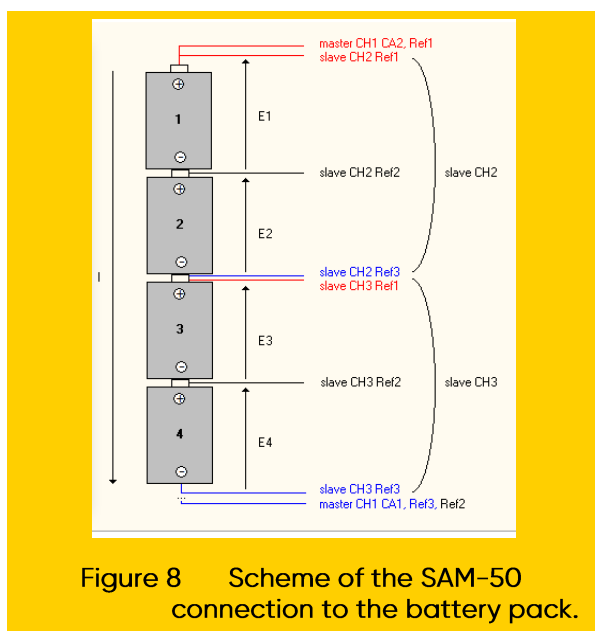 master CH1 CA2, Ref1
slave CH2 Ref1
1
E1
slave CH2 Ref2
slave CH2
2
E2
I
slave CH2 Ref3
slave CH3 Ref1
3
E3
slave CH3 Ref2
slave CH3
4
E4
slave CH3 Ref3
master CH1 CA1, Ref3, Ref2
Figure 8 Scheme of the SAM-50
connection to the battery pack.